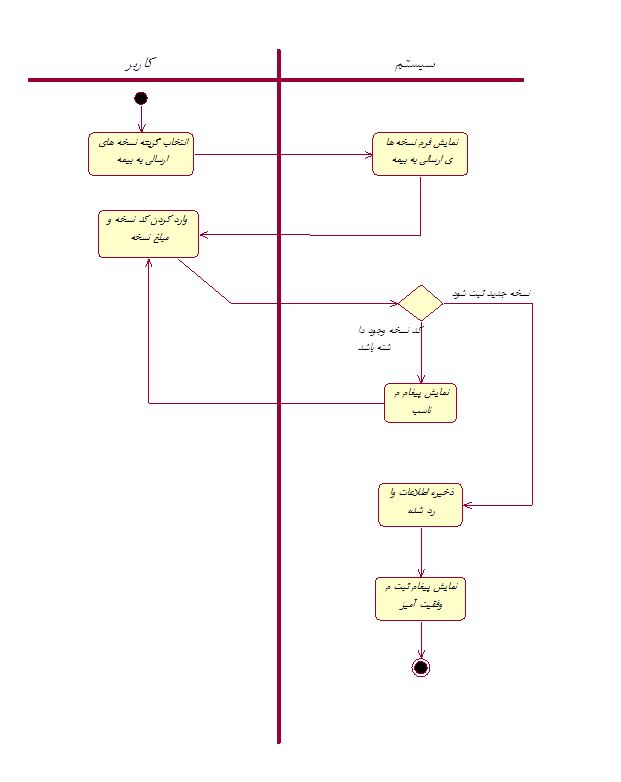 کاربر
سیستم
انتخاب گزینه نسخه های
ارسالی به بیمه
نمایش فرم نسخه ها
ی ارسالی به بیمه
وارد کردن کد نسخه و
مبلغ نسخه
نسخه جدید ثبت شود
کد نسخه وجود دا
شته باشد
نمایش پیغام م
ناسب
ذخیره اطلاعات وا
رد شده
نمایش پیغام ثبت م
وفقیت آمیز